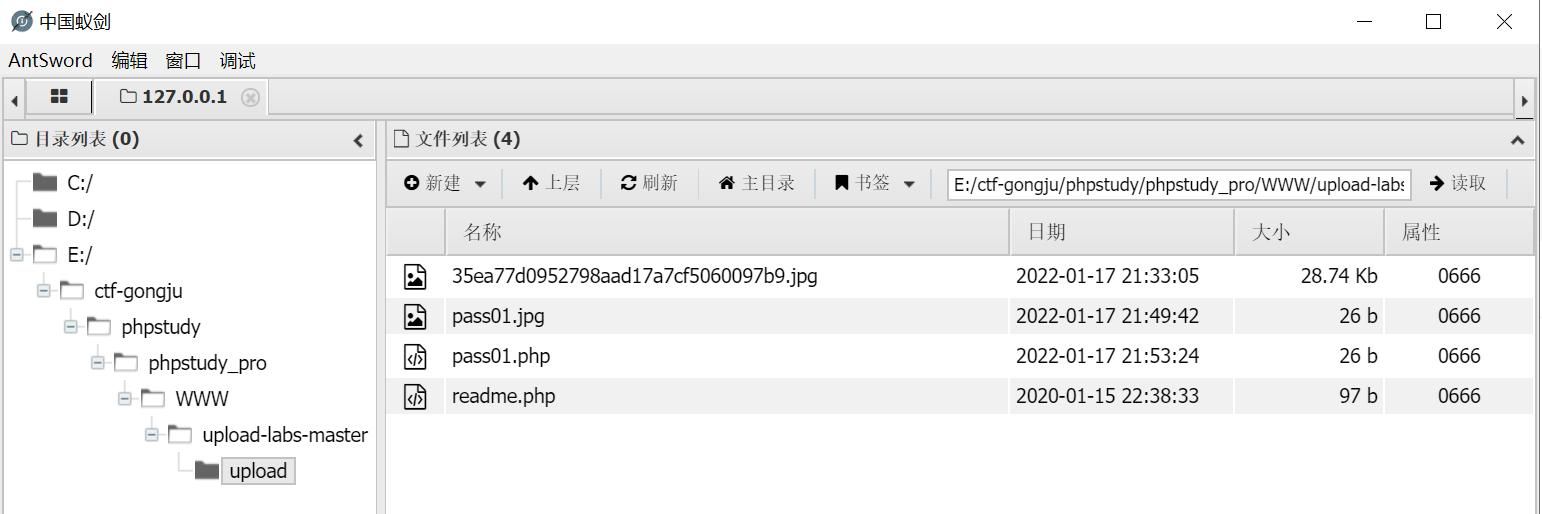 中国蚁剑
AntSword 编辑 窗口 调试
127.0.0.1
目录列表 (0)
文件列表 (4)
新建 上层 刷新 主目录 书签 E:/ctf-gongju/phpstudy/phpstudy_pro/WWW/upload-labs 读取
名称 日期 大小 属性
C:/
D:/
E:/
ctf-gongju
phpstudy
phpstudy_pro
WWW
upload-labs-master
upload
35ea77d0952798aad17a7cf5060097b9.jpg 2022-01-17 21:33:05 28.74 Kb 0666
pass01.jpg 2022-01-17 21:49:42 26 b 0666
pass01.php 2022-01-17 21:53:24 26 b 0666
readme.php 2020-01-15 22:38:33 97 b 0666